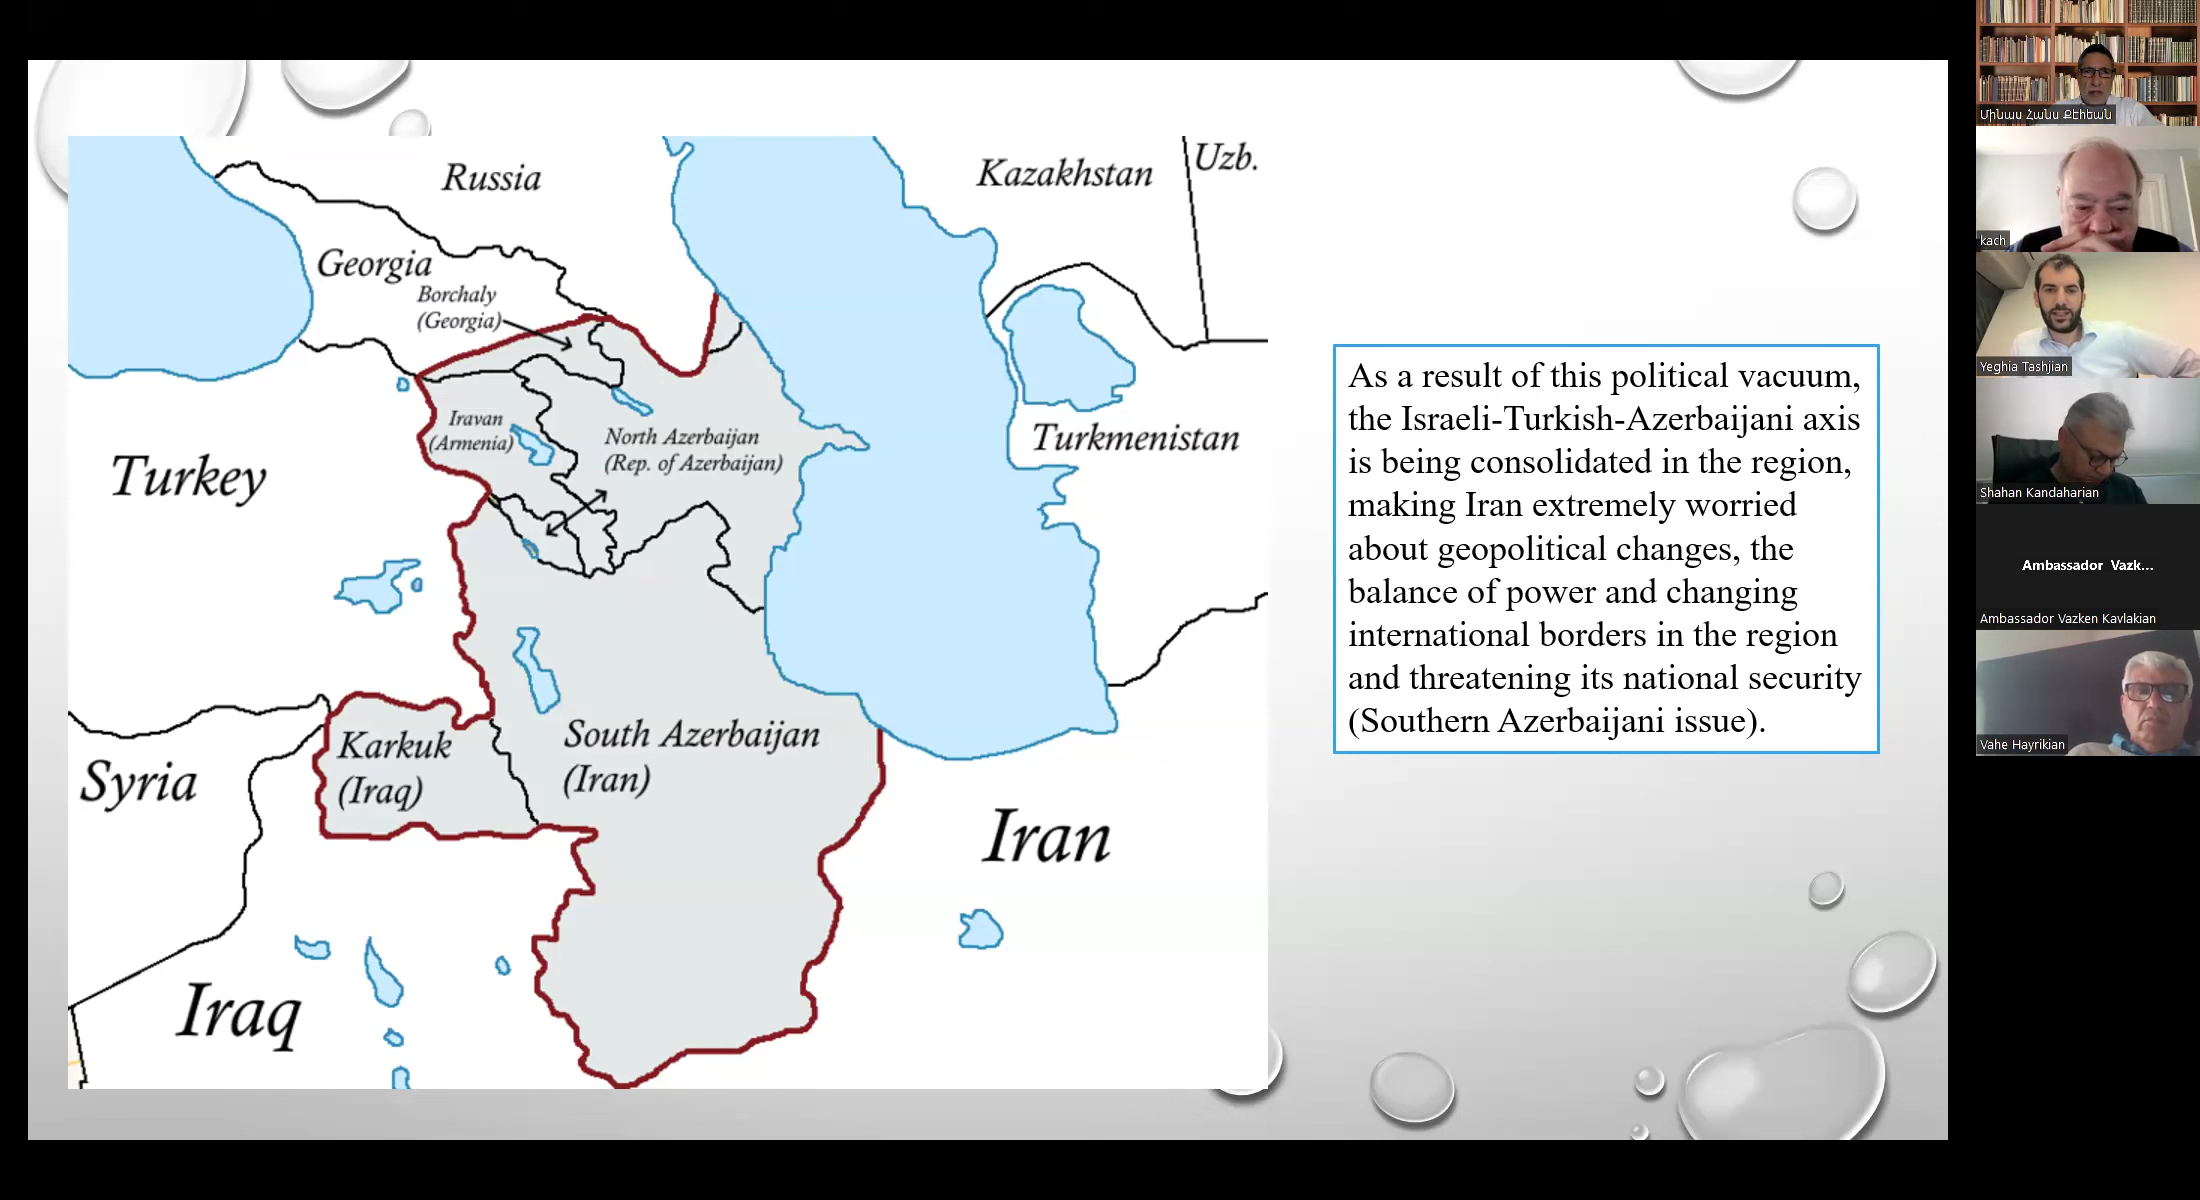 Russia
Kazakhstan
Uzb.
Georgia
Borchaly
(Georgia)
Iravan
(Armenia)
North Azerbaijan
(Rep. of Azerbaijan)
Turkmenistan
Turkey
Karkuk
(Iraq)
South Azerbaijan
(Iran)
Syria
Iran
Iraq
As a result of this political vacuum,
the Israeli-Turkish-Azerbaijani axis
is being consolidated in the region,
making Iran extremely worried
about geopolitical changes, the
balance of power and changing
international borders in the region
and threatening its national security
(Southern Azerbaijani issue).
Մինաս Հանս Քէհեան
kach
Yeghia Tashjian
Shahan Kandaharian
Ambassador Vazk...
Ambassador Vazken Kavlakian
Vahe Hayrikian